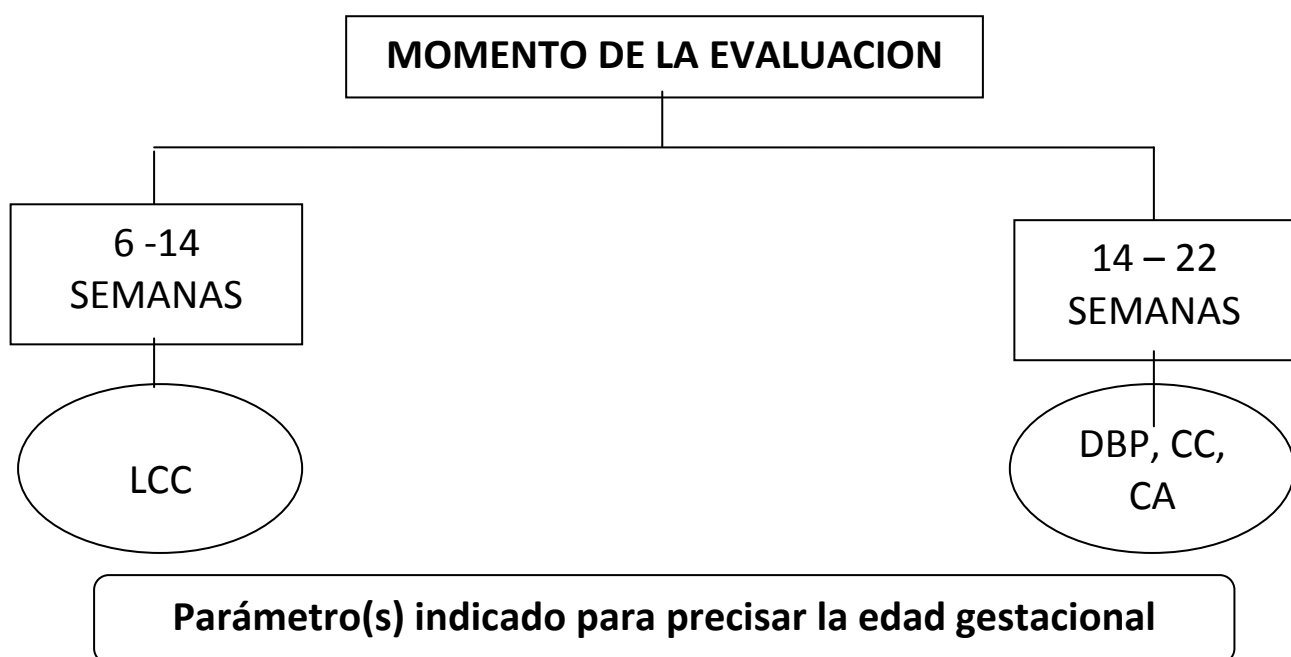 MOMENTO DE LA EVALUACION
6 -14
SEMANAS
LCC
14 – 22
SEMANAS
DBP, CC,
CA
Parámetro(s) indicado para precisar la edad gestacional